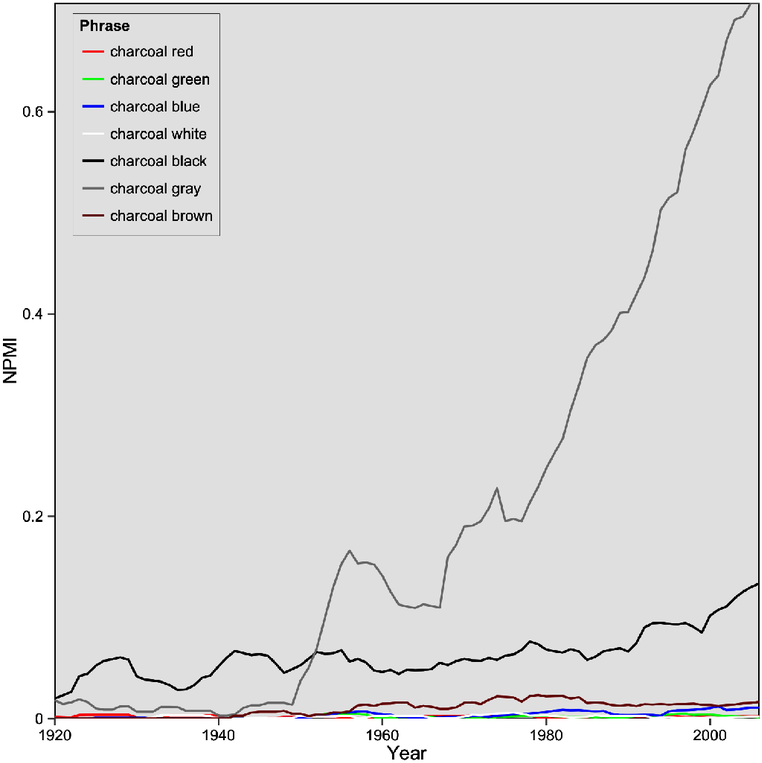 Phrase
charcoal red
charcoal green
charcoal blue
charcoal white
charcoal black
charcoal gray
charcoal brown
NPMI
0.6
0.4
0.2
0
1920
1940
1960
1980
2000
Year